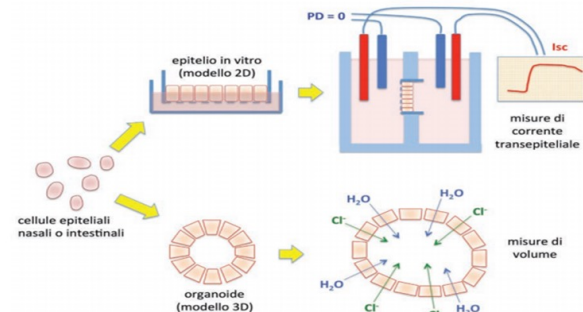 PD = 0
epitelio in vitro
(modello 2D)
Isc
misure di
corrente
transepiteliale
cellule epiteliali
nasali o intestinali
H₂O
H₂O
Cl⁻
Cl⁻
misure di
volume
H₂O
organoide
(modello 3D)
Cl⁻
H₂O